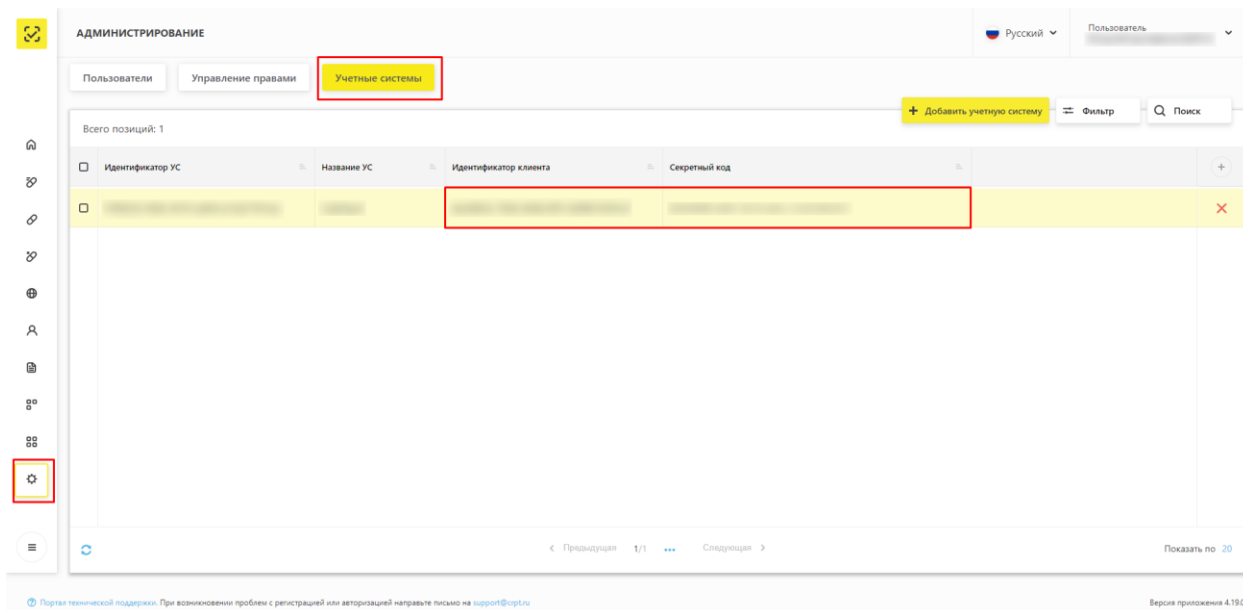 АДМИНИСТРИРОВАНИЕ
Русский
Пользователь
Пользователи Управление правами Учетные системы
+ Добавить учетную систему Фильтр Поиск
Всего позиций: 1
Идентификатор УС Название УС Идентификатор клиента Секретный код
Предыдущая 1/1 ... Следующая
Показать по 20
Портал технической поддержки. При возникновении проблем с регистрацией или авторизацией направьте письмо на support@crpt.ru
Версия приложения 4.19.0